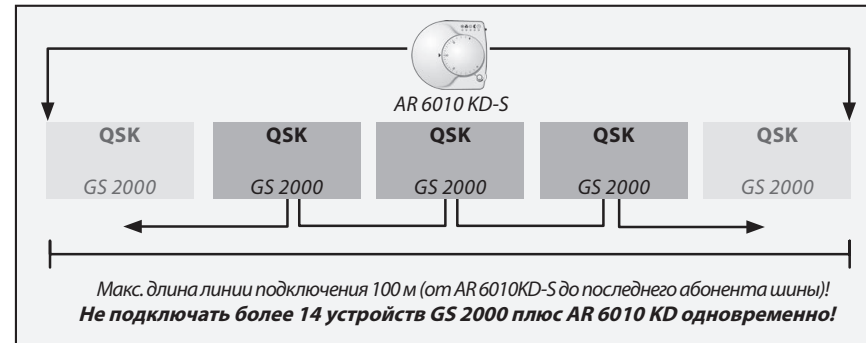 AR 6010 KD-S
QSK QSK QSK QSK QSK
GS 2000 GS 2000 GS 2000 GS 2000 GS 2000
Макс. длина линии подключения 100 м (от AR 6010KD-S до последнего абонента шины)!
Не подключать более 14 устройств GS 2000 плюс AR 6010 KD одновременно!